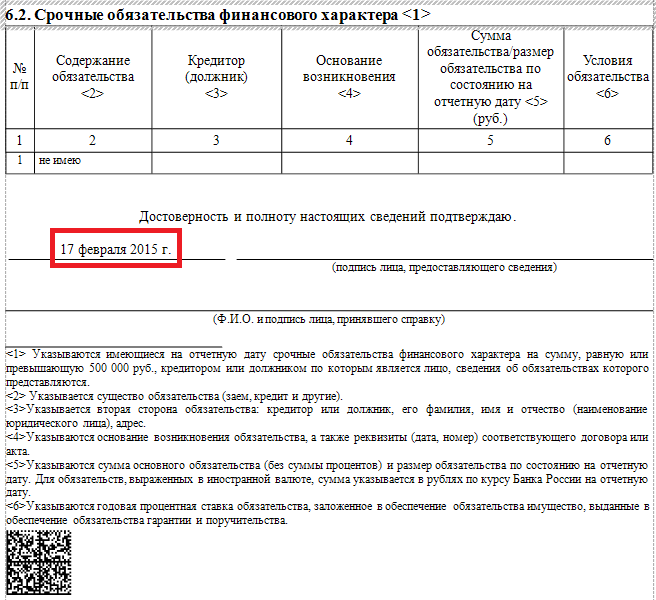 6.2. Срочные обязательства финансового характера <1>
№ п/п
Содержание обязательства <2>
Кредитор (должник) <3>
Основание возникновения <4>
Сумма обязательства/размер обязательства по состоянию на отчетную дату <5> (руб.)
Условия обязательства <6>
1 2 3 4 5 6
1 не имею
Достоверность и полноту настоящих сведений подтверждаю.
17 февраля 2015 г.
(подпись лица, предоставляющего сведения)
(Ф.И.О. и подпись лица, принявшего справку)
<1> Указываются имеющиеся на отчетную дату срочные обязательства финансового характера на сумму, равную или
превышающую 500 000 руб., кредитором или должником по которым является лицо, сведения об обязательствах которого
представляются.
<2> Указывается существо обязательства (заем, кредит и другие).
<3>Указывается вторая сторона обязательства: кредитор или должник, его фамилия, имя и отчество (наименование
юридического лица), адрес.
<4>Указываются основание возникновения обязательства, а также реквизиты (дата, номер) соответствующего договора или
акта.
<5>Указываются сумма основного обязательства (без суммы процентов) и размер обязательства по состоянию на отчетную
дату. Для обязательств, выраженных в иностранной валюте, сумма указывается в рублях по курсу Банка России на отчетную
дату.
<6>Указываются годовая процентная ставка обязательства, заложенное в обеспечение обязательства имущество, выданные в
обеспечение обязательства гарантии и поручительства.